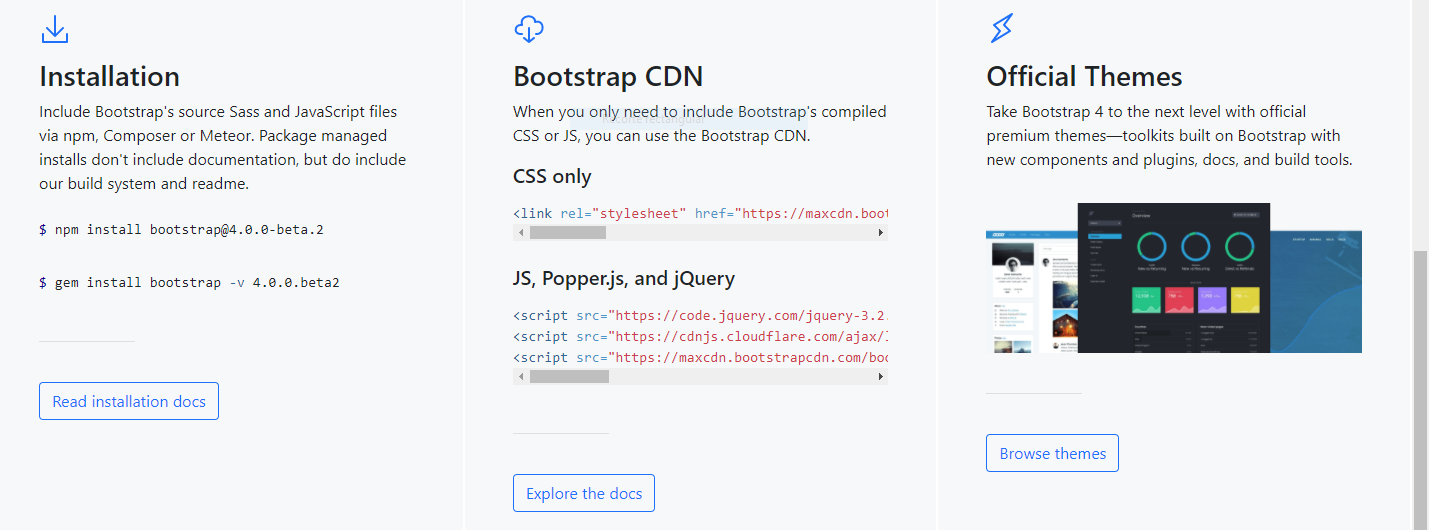 Installation
Include Bootstrap's source Sass and JavaScript files
via npm, Composer or Meteor. Package managed
installs don't include documentation, but do include
our build system and readme.
$ npm install bootstrap@4.0.0-beta.2
$ gem install bootstrap -v 4.0.0.beta2
Read installation docs
Bootstrap CDN
When you only need to include Bootstrap's compiled
CSS or JS, you can use the Bootstrap CDN.
Recorte rectangular
CSS only
<link rel="stylesheet" href="https://maxcdn.boot
JS, Popper.js, and jQuery
<script src="https://code.jquery.com/jquery-3.2.
<script src="https://cdnjs.cloudflare.com/ajax/l
<script src="https://maxcdn.bootstrapcdn.com/boo
Explore the docs
Official Themes
Take Bootstrap 4 to the next level with official
premium themes—toolkits built on Bootstrap with
new components and plugins, docs, and build tools.
Overview
Browse themes